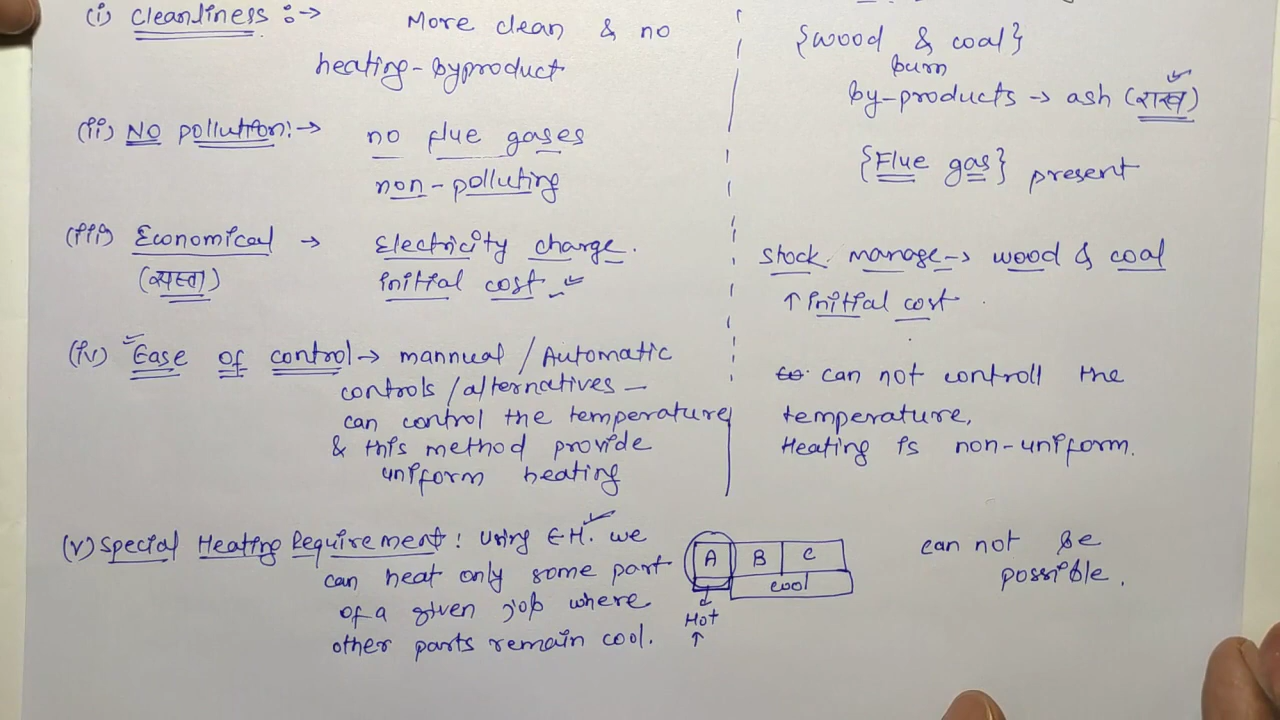 (i) Cleanliness :→ More clean & no
heating-byproduct
{wood & coal}
burn
by-products → ash (राख)
(ii) NO pollution:→ no flue gases
non-polluting
{Flue gas} present
(iii) Economical → Electricity charge.
(सस्ता) initial cost
stock manage → wood & coal
↑ initial cost
(iv) Ease of control → mannual / Automatic
controls / alternatives –
can control the temperature
& this method provide
uniform heating
can not controll the
temperature,
Heating is non-uniform.
(v) Special Heating Requirement: Using E.H. we
can heat only some part
of a given job where
other parts remain cool.
A B C
cool
Hot
↑
can not be
possible.